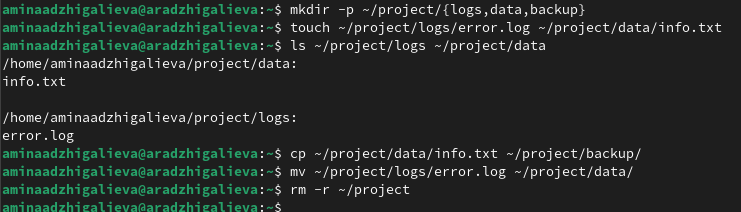 aminaadzhigalieva@aradzhigalieva:~$ mkdir -p ~/project/{logs,data,backup}
aminaadzhigalieva@aradzhigalieva:~$ touch ~/project/logs/error.log ~/project/data/info.txt
aminaadzhigalieva@aradzhigalieva:~$ ls ~/project/logs ~/project/data
/home/aminaadzhigalieva/project/data:
info.txt

/home/aminaadzhigalieva/project/logs:
error.log
aminaadzhigalieva@aradzhigalieva:~$ cp ~/project/data/info.txt ~/project/backup/
aminaadzhigalieva@aradzhigalieva:~$ mv ~/project/logs/error.log ~/project/data/
aminaadzhigalieva@aradzhigalieva:~$ rm -r ~/project
aminaadzhigalieva@aradzhigalieva:~$